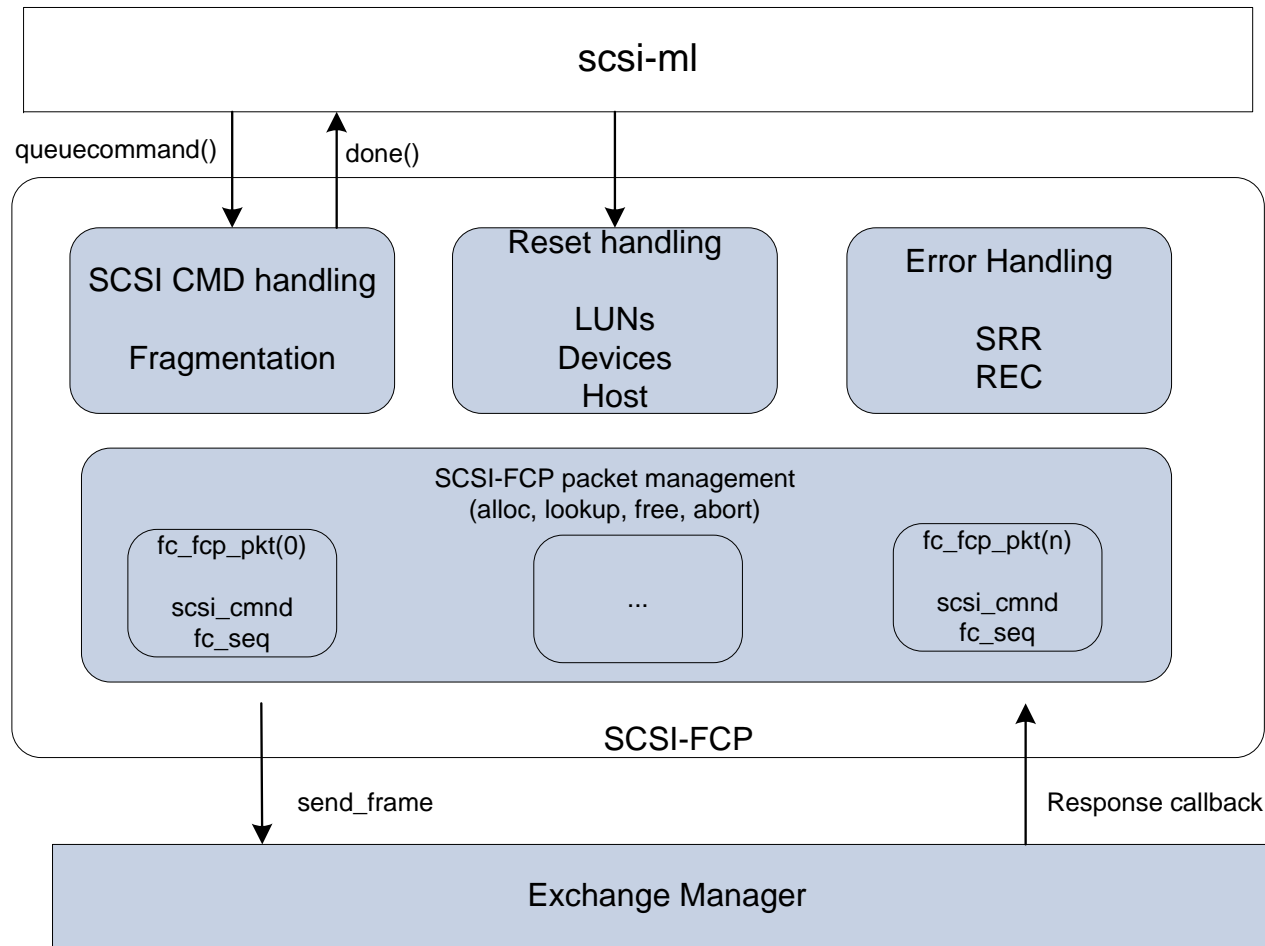 scsi-ml
queuecommand()
done()
SCSI CMD handling
Fragmentation
Reset handling
LUNs
Devices
Host
Error Handling
SRR
REC
SCSI-FCP packet management
(alloc, lookup, free, abort)
fc_fcp_pkt(0)
scsi_cmnd
fc_seq
...
fc_fcp_pkt(n)
scsi_cmnd
fc_seq
SCSI-FCP
send_frame
Response callback
Exchange Manager